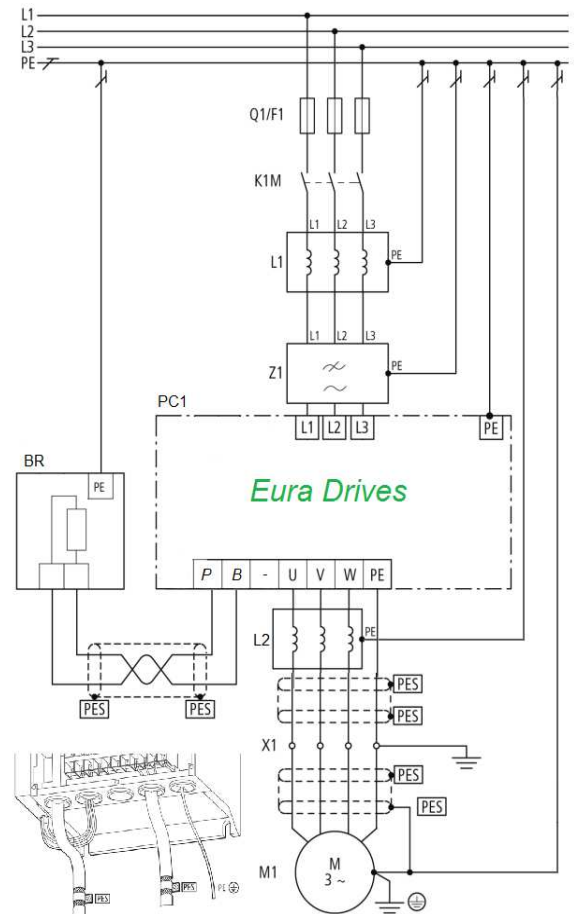 L1
L2
L3
PE
Q1/F1
K1M
L1 L2 L3
L1
PE
L1 L2 L3
Z1
PE
PC1
L1 L2 L3
PE
BR
PE
Eura Drives
P B - U V W PE
L2
PE
PES
PES
PES PES
X1
PES
PES
M1
M
3 ~
PES
PES
PE